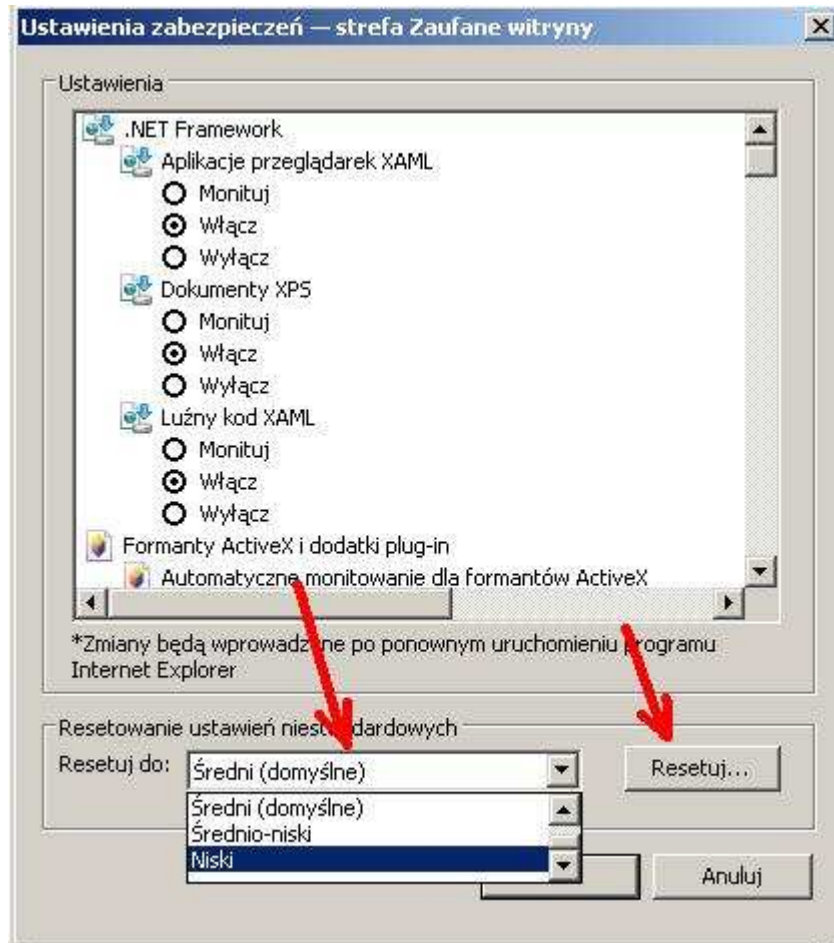 Ustawienia zabezpieczeń — strefa Zaufane witryny
Ustawienia
.NET Framework
Aplikacje przeglądarek XAML
Monituj
Włącz
Wyłącz
Dokumenty XPS
Monituj
Włącz
Wyłącz
Luźny kod XAML
Monituj
Włącz
Wyłącz
Formanty ActiveX i dodatki plug-in
Automatyczne monitowanie dla formantów ActiveX
*Zmiany będą wprowadzone po ponownym uruchomieniu programu
Internet Explorer
Resetowanie ustawień niestandardowych
Resetuj do:
Średni (domyślne)
Resetuj...
Średni (domyślne)
Średnio-niski
Niski
Anuluj